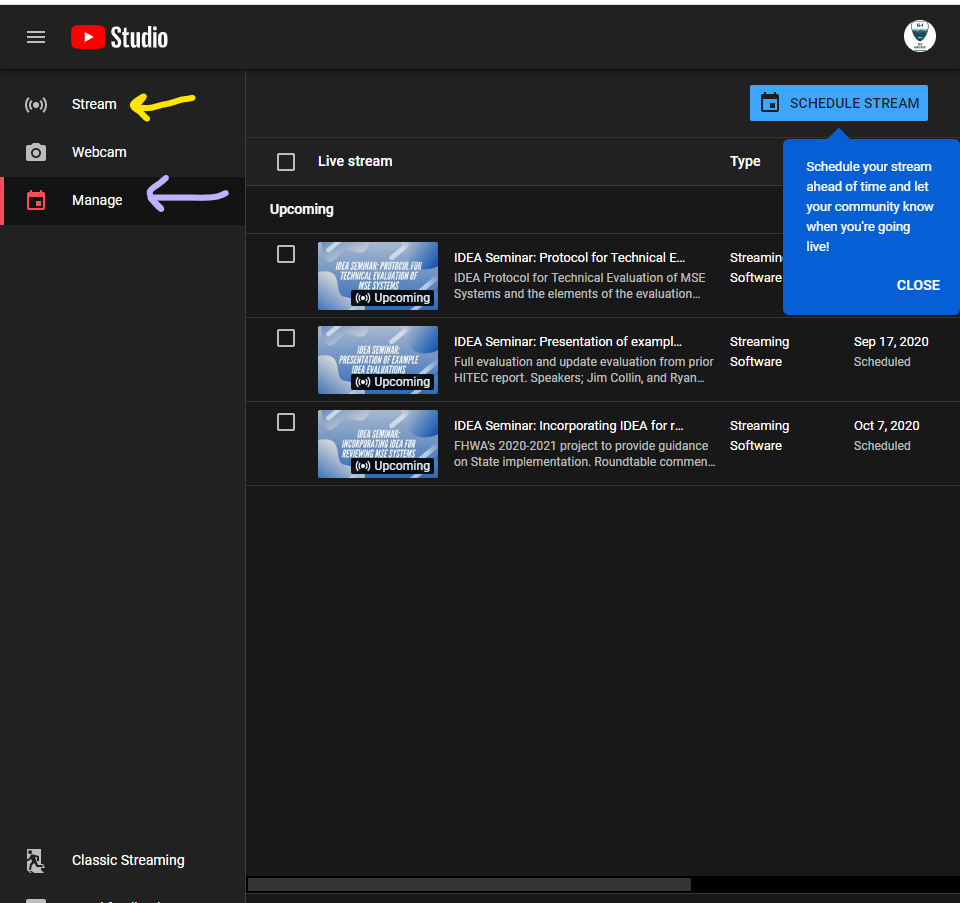 Studio
Stream
Webcam
Manage
SCHEDULE STREAM
Live stream
Type
Schedule your stream
ahead of time and let
your community know
when you're going
live!
CLOSE
Upcoming
IDEA SEMINAR: PROTOCOL FOR
TECHNICAL EVALUATION OF
MSE SYSTEMS
Upcoming
IDEA Seminar: Protocol for Technical E...
IDEA Protocol for Technical Evaluation of MSE
Systems and the elements of the evaluation...
Streaming
Software
IDEA SEMINAR:
PRESENTATION OF EXAMPLE
IDEA EVALUATIONS
Upcoming
IDEA Seminar: Presentation of exampl...
Full evaluation and update evaluation from prior
HITEC report. Speakers; Jim Collin, and Ryan...
Streaming
Software
Sep 17, 2020
Scheduled
IDEA SEMINAR:
INCORPORATING IDEA FOR
REVIEWING MSE SYSTEMS
Upcoming
IDEA Seminar: Incorporating IDEA for r...
FHWA's 2020-2021 project to provide guidance
on State implementation. Roundtable commen...
Streaming
Software
Oct 7, 2020
Scheduled
Classic Streaming